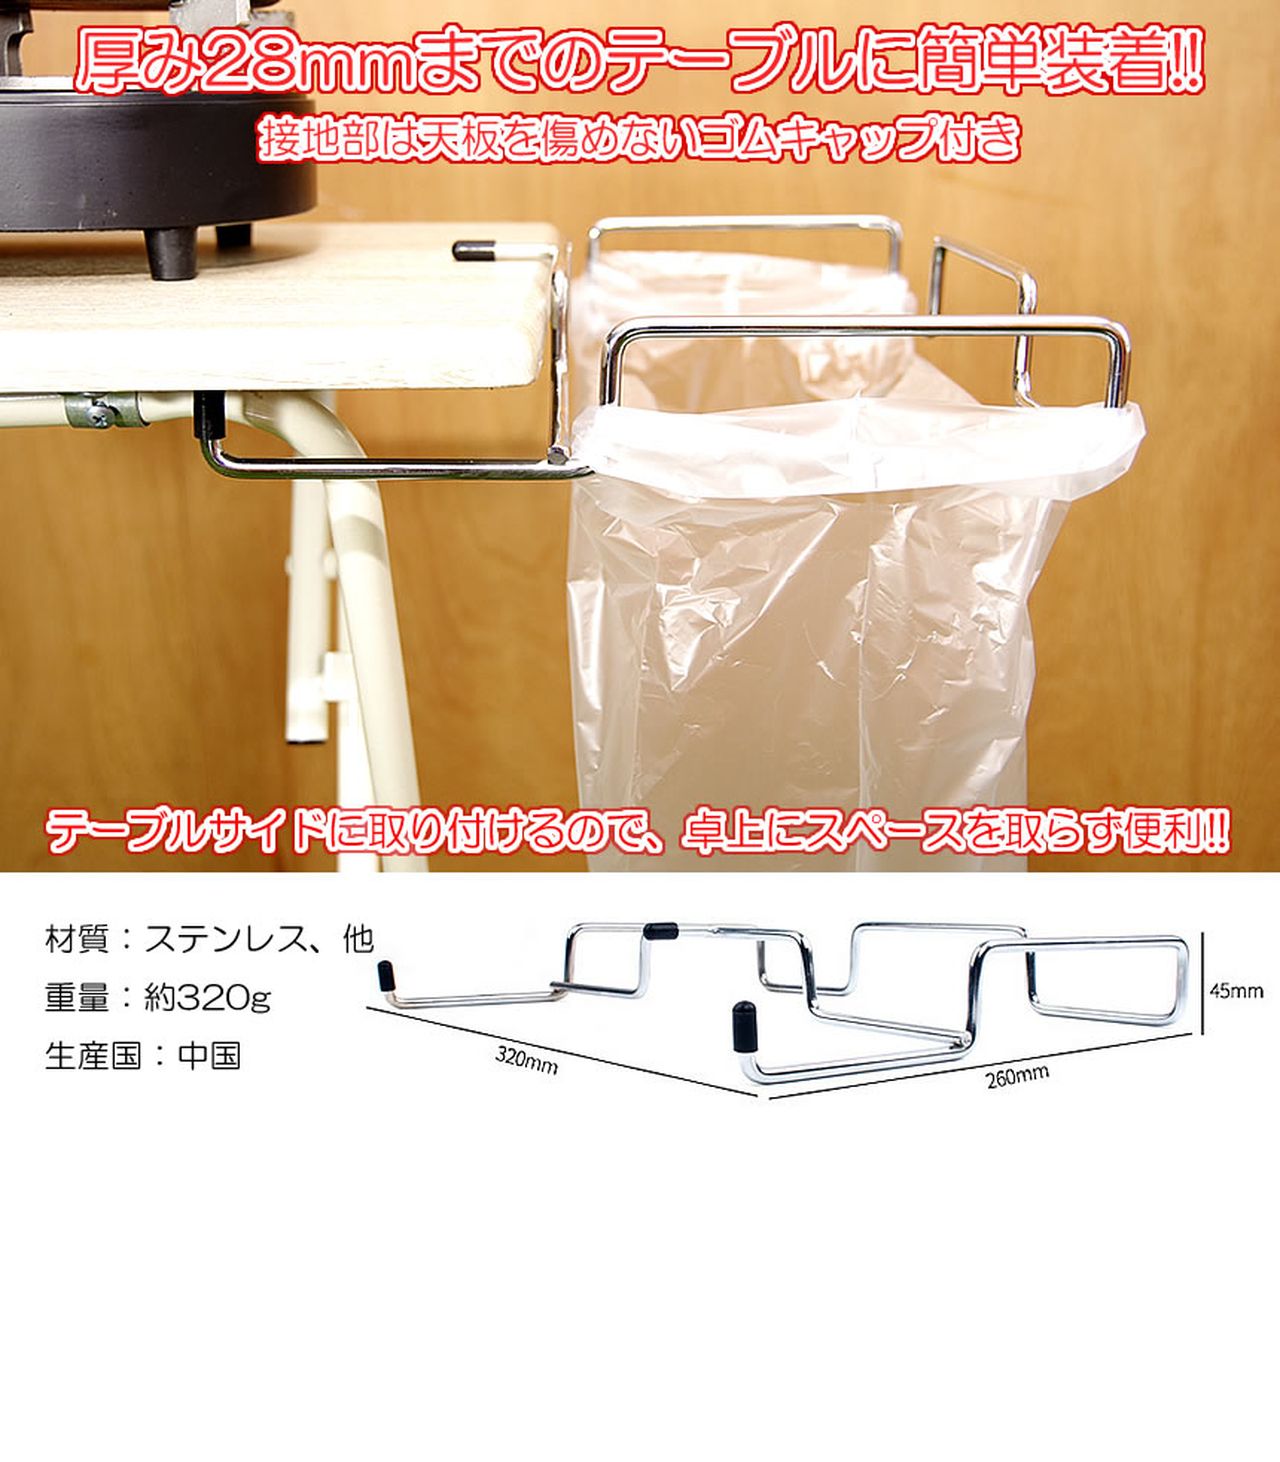 厚み28mmまでのテーブルに簡単装着!!
接地部は天板を傷めないゴムキャップ付き
テーブルサイドに取り付けるので、卓上にスペースを取らず便利!!
材質：ステンレス、他
重量：約320g
生産国：中国
45mm
320mm
260mm